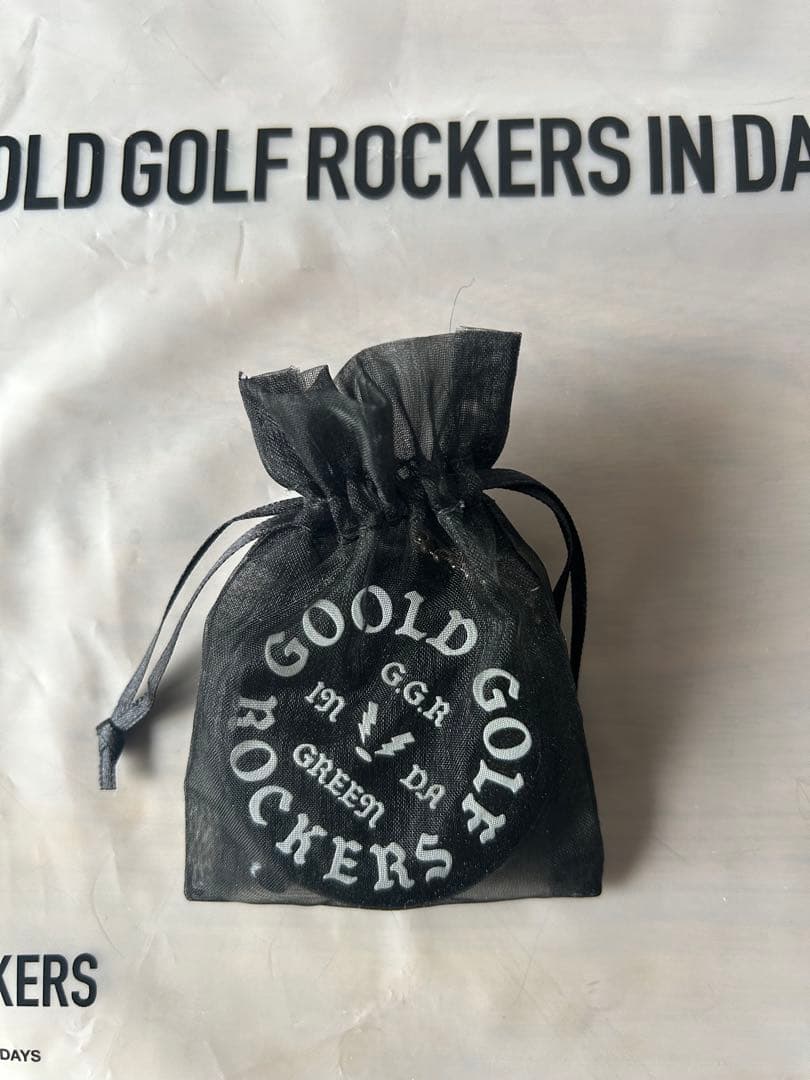 OLD GOLF ROCKERS IN DA
GOOLD GOLF
ROCKERS
G.G.R
IN
DA
GREEN
KERS
DAYS